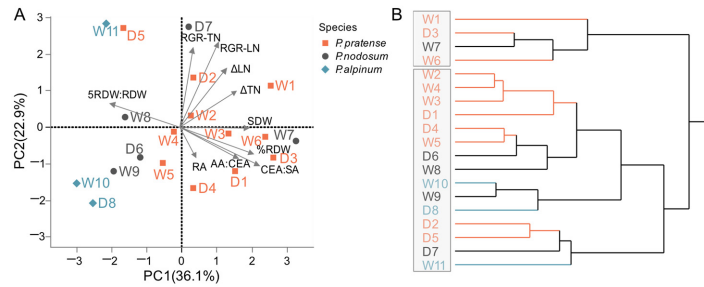 A
B
Species
P.pratense
P.nodosum
P.alpinum
PC2(22.9%)
PC1(36.1%)
3
2
1
0
−1
−2
−3
−3
−2
−1
0
1
2
3
W11
D5
D7
RGR-TN
RGR-LN
ΔLN
D2
ΔTN
W1
5RDW:RDW
W8
W2
SDW
W4
W3
W6
W7
%RDW
D6
RA
AA:CEA
D3
CEA:SA
W9
W5
D1
W10
D4
D8
W1
D3
W7
W6
W2
W4
W3
D1
D4
W5
D6
W8
W10
W9
D8
D2
D5
D7
W11